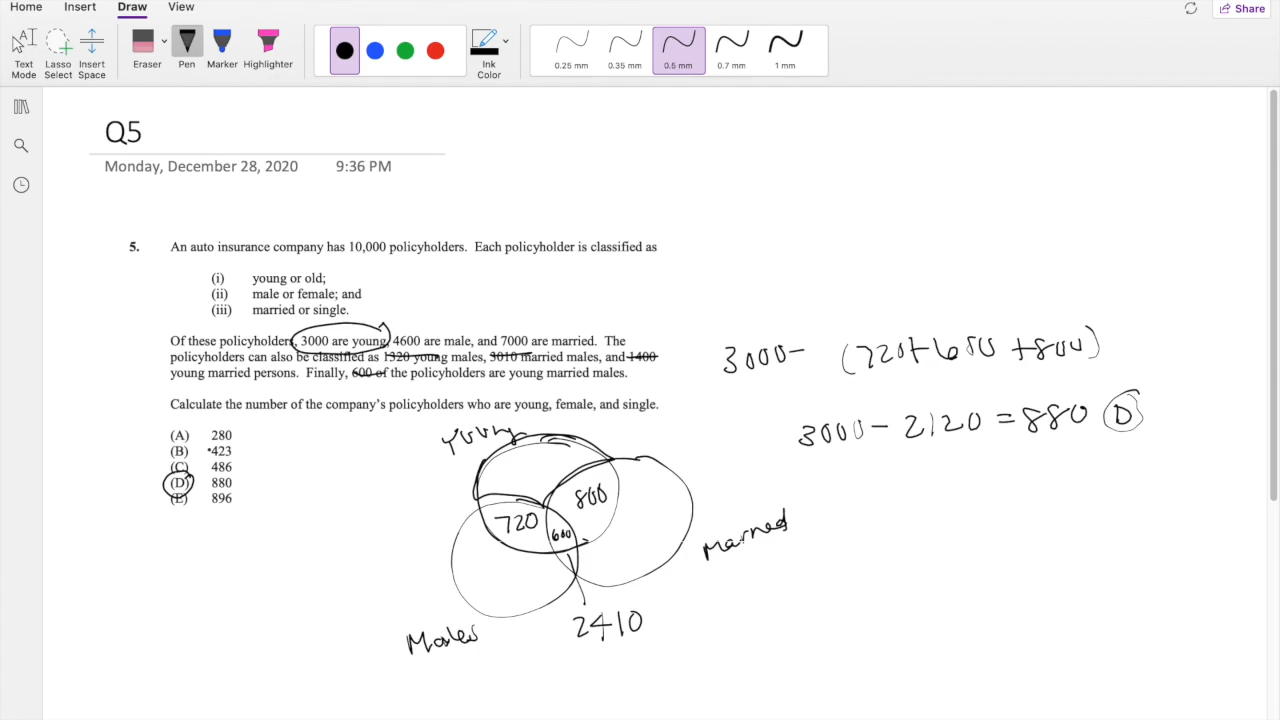 Home Insert Draw View
Share
Text Mode
Lasso Select
Insert Space
Eraser
Pen
Marker
Highlighter
Ink Color
0.25 mm
0.35 mm
0.5 mm
0.7 mm
1 mm
Q5
Monday, December 28, 2020 9:36 PM
5. An auto insurance company has 10,000 policyholders. Each policyholder is classified as
(i) young or old;
(ii) male or female; and
(iii) married or single.
Of these policyholders, 3000 are young, 4600 are male, and 7000 are married. The
policyholders can also be classified as 1320 young males, 3010 married males, and 1400
young married persons. Finally, 600 of the policyholders are young married males.
Calculate the number of the company's policyholders who are young, female, and single.
(A) 280
(B) 423
(C) 486
(D) 880
(E) 896
3000- (720+600 +800)
3000 - 2120 = 880 D
Young
800
720
600
Married
2410
Males